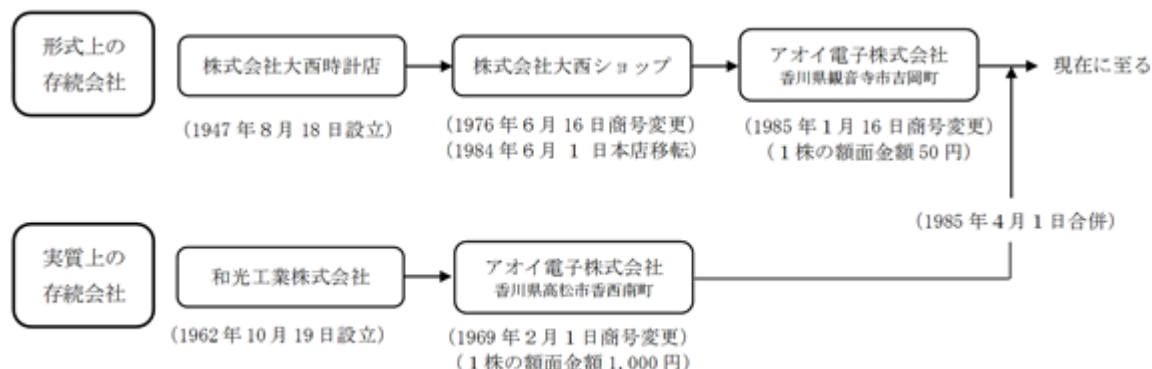 形式上の
存続会社
株式会社大西時計店
(1947年8月18日設立)
株式会社大西ショップ
(1976年6月16日商号変更)
(1984年6月1日本店移転)
アオイ電子株式会社
香川県観音寺市吉岡町
(1985年1月16日商号変更)
(1株の額面金額50円)
現在に至る
(1985年4月1日合併)
実質上の
存続会社
和光工業株式会社
(1962年10月19日設立)
アオイ電子株式会社
香川県高松市香西南町
(1969年2月1日商号変更)
(1株の額面金額1,000円)